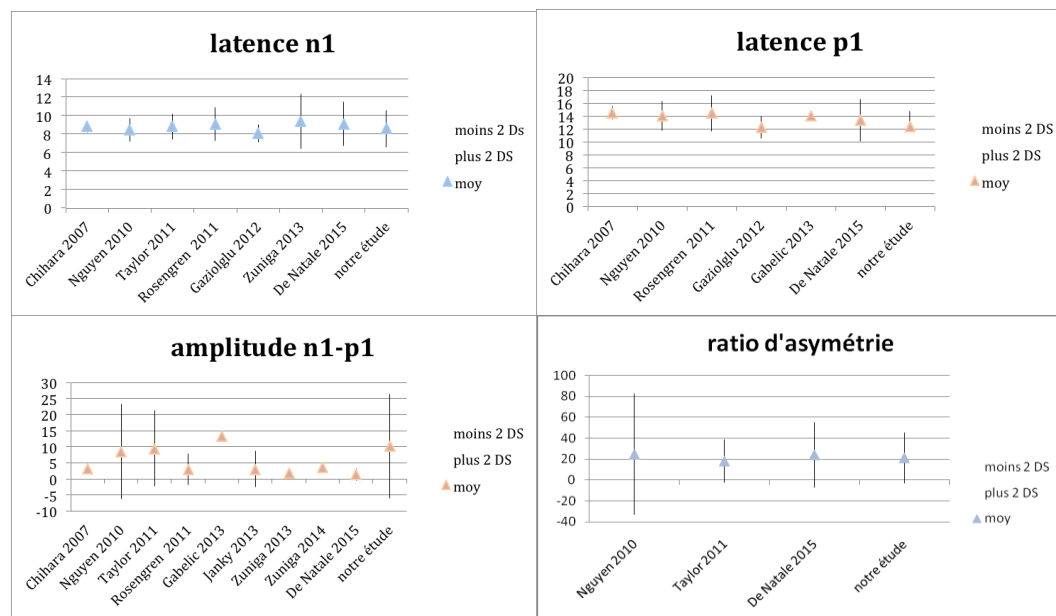 latence n1
14
12
10
8
6
4
2
0
Chihara 2007
Nguyen 2010
Taylor 2011
Rosengren 2011
Gaziolglu 2012
Zuniga 2013
De Natale 2015
notre étude
moins 2 Ds
plus 2 DS
moy
latence p1
20
18
16
14
12
10
8
6
4
2
0
Chihara 2007
Nguyen 2010
Rosengren 2011
Gaziolglu 2012
Gabelic 2013
De Natale 2015
notre étude
moins 2 DS
plus 2 DS
moy
amplitude n1-p1
30
25
20
15
10
5
0
-5
-10
Chihara 2007
Nguyen 2010
Taylor 2011
Rosengren 2011
Gabelic 2013
Janky 2013
Zuniga 2013
Zuniga 2014
De Natale 2015
notre étude
moins 2 DS
plus 2 DS
moy
ratio d'asymétrie
100
80
60
40
20
0
-20
-40
Nguyen 2010
Taylor 2011
De Natale 2015
notre étude
moins 2 DS
plus 2 DS
moy